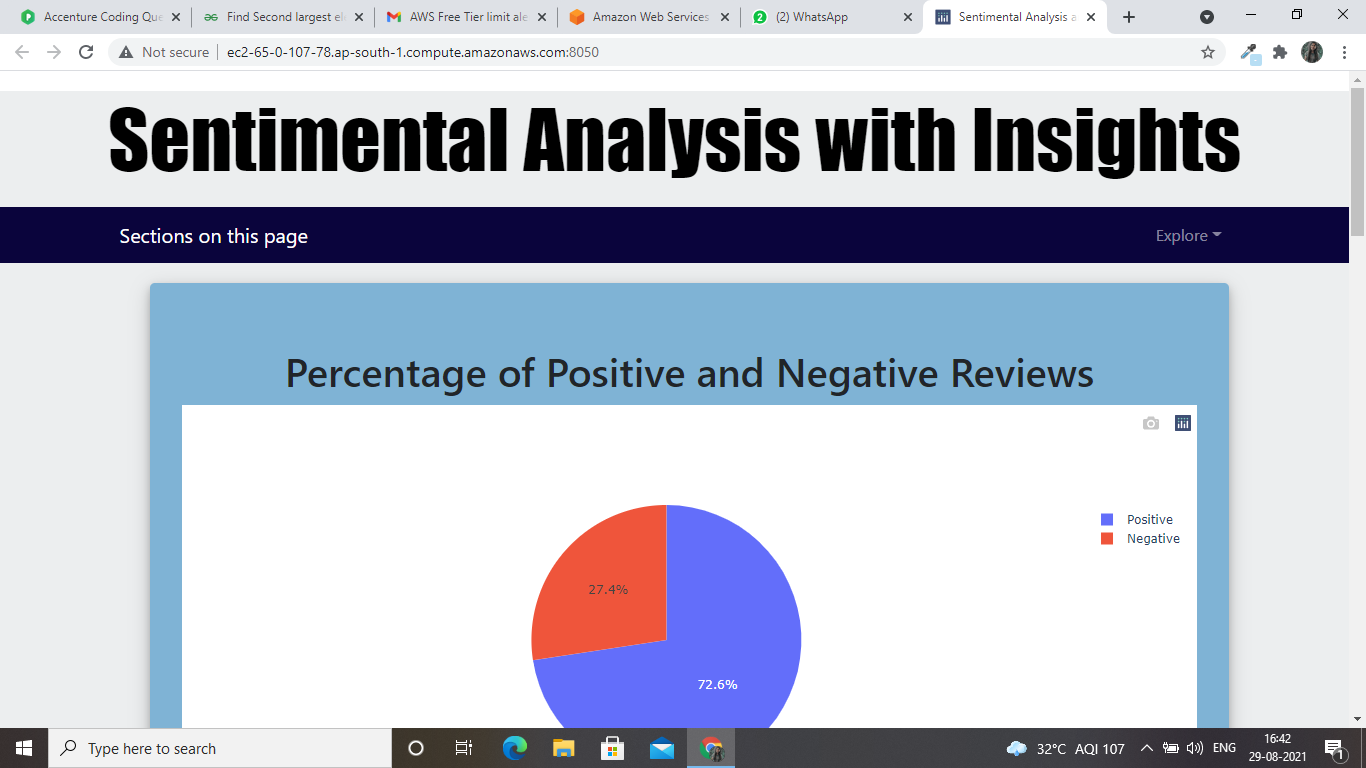 Accenture Coding Que
Find Second largest el
AWS Free Tier limit ale
Amazon Web Services
2
(2) WhatsApp
Sentimental Analysis a
Not secure
ec2-65-0-107-78.ap-south-1.compute.amazonaws.com:8050
Sentimental Analysis with Insights
Sections on this page
Explore
Percentage of Positive and Negative Reviews
Positive
Negative
27.4%
72.6%
Type here to search
32°C AQI 107
ENG
16:42
29-08-2021
1